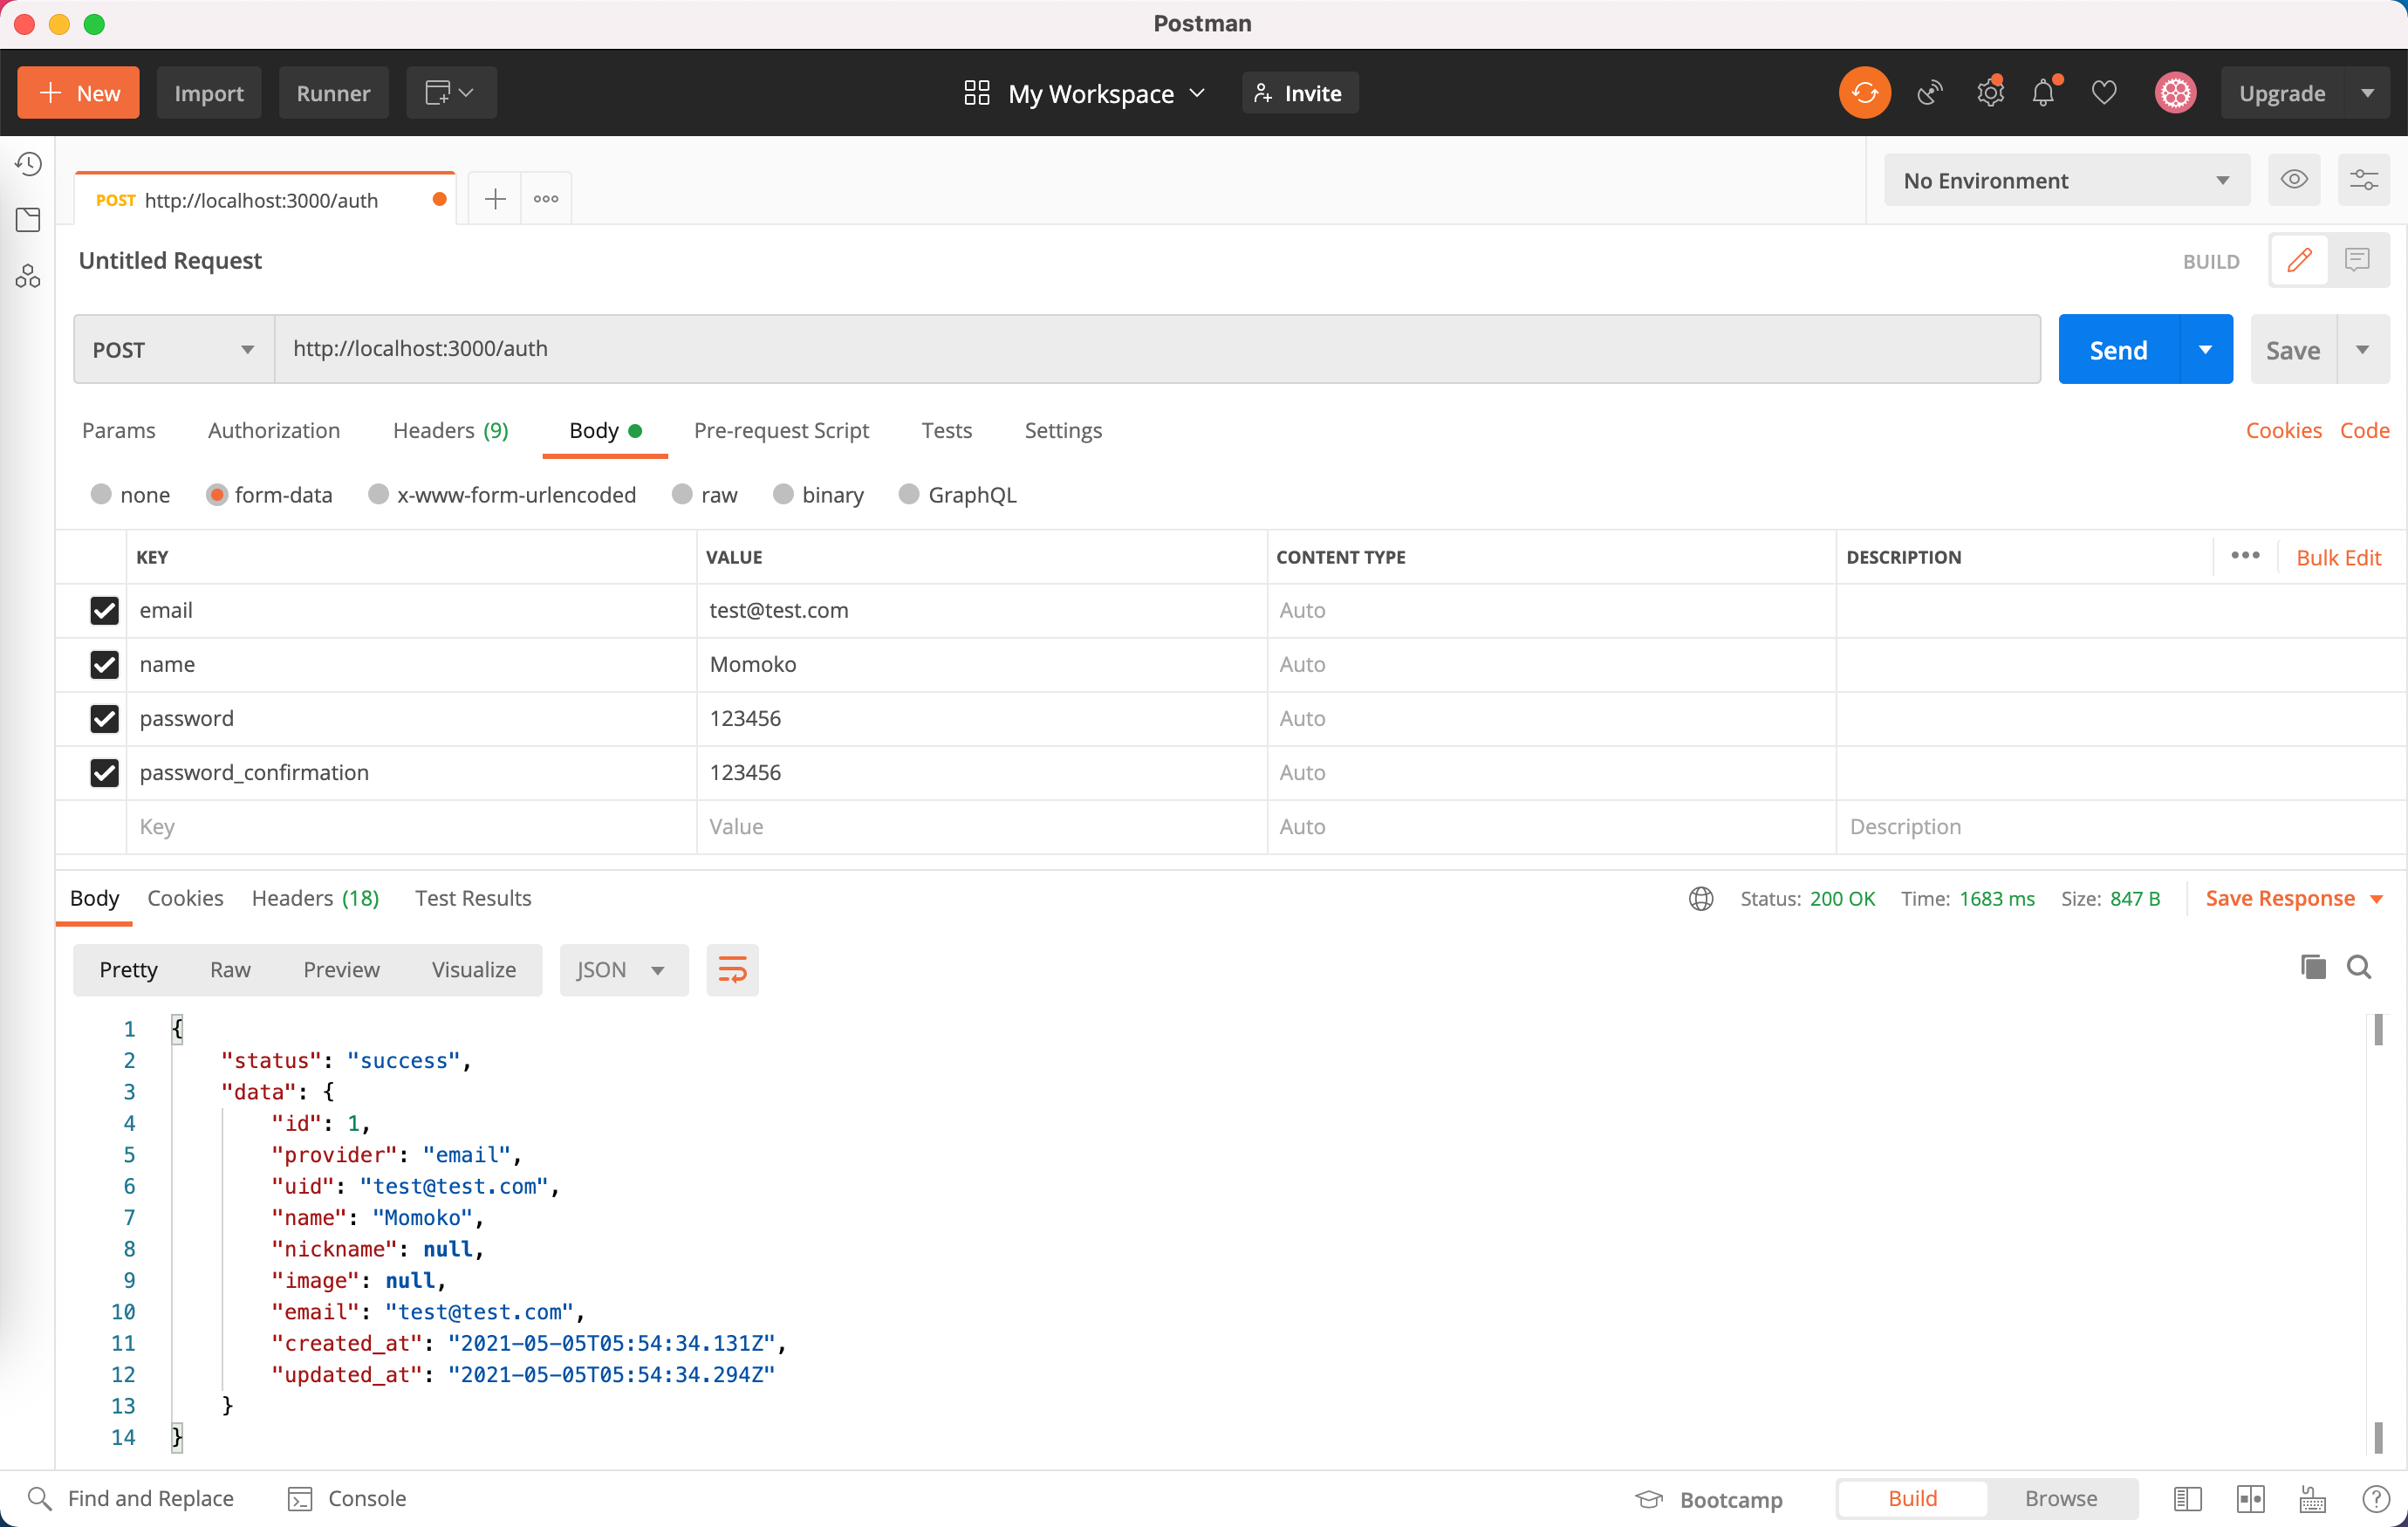 Postman
New Import Runner My Workspace Invite Upgrade
POST http://localhost:3000/auth No Environment
Untitled Request BUILD
POST http://localhost:3000/auth Send Save
Params Authorization Headers (9) Body Pre-request Script Tests Settings Cookies Code
none form-data x-www-form-urlencoded raw binary GraphQL
KEY VALUE CONTENT TYPE DESCRIPTION Bulk Edit
email test@test.com Auto
name Momoko Auto
password 123456 Auto
password_confirmation 123456 Auto
Key Value Auto Description
Body Cookies Headers (18) Test Results Status: 200 OK Time: 1683 ms Size: 847 B Save Response
Pretty Raw Preview Visualize JSON
1 {
2 "status": "success",
3 "data": {
4 "id": 1,
5 "provider": "email",
6 "uid": "test@test.com",
7 "name": "Momoko",
8 "nickname": null,
9 "image": null,
10 "email": "test@test.com",
11 "created_at": "2021-05-05T05:54:34.131Z",
12 "updated_at": "2021-05-05T05:54:34.294Z"
13 }
14 }
Find and Replace Console Bootcamp Build Browse